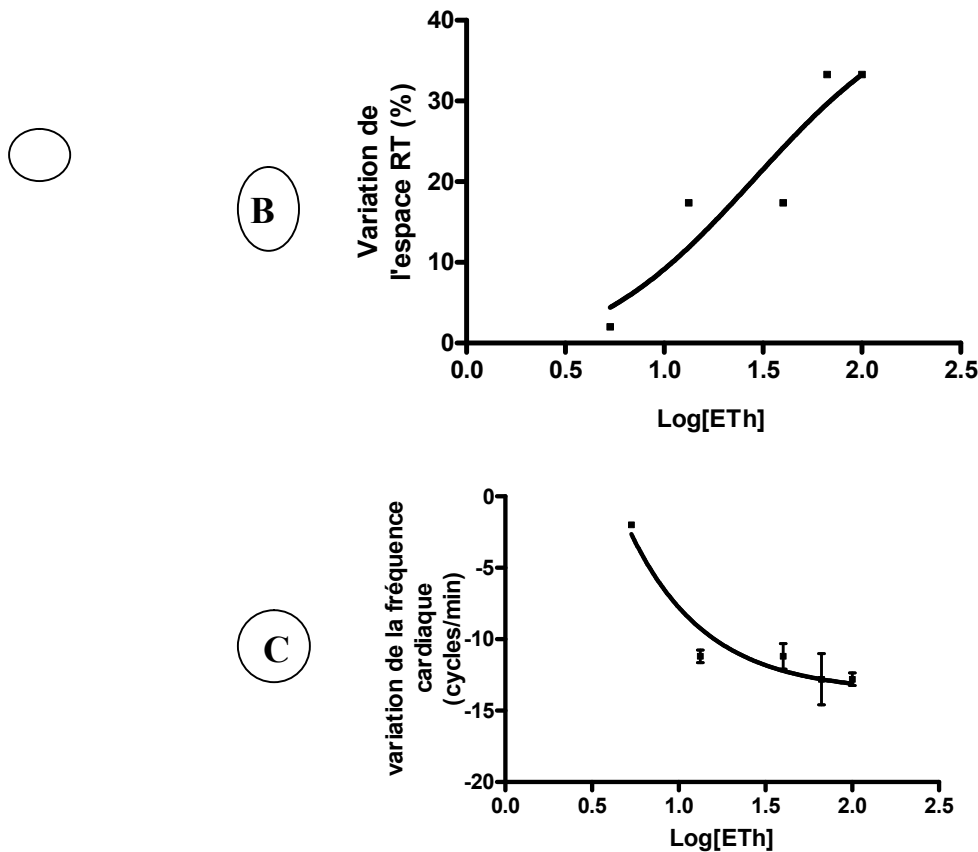 B
Variation de
l'espace RT (%)
40
30
20
10
0
0.0 0.5 1.0 1.5 2.0 2.5
Log[ETh]
C
variation de la fréquence
cardiaque
(cycles/min)
0
-5
-10
-15
-20
0.0 0.5 1.0 1.5 2.0 2.5
Log[ETh]